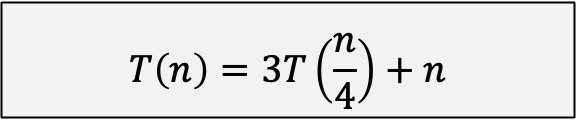 T(n) = 3T(n/4) + n